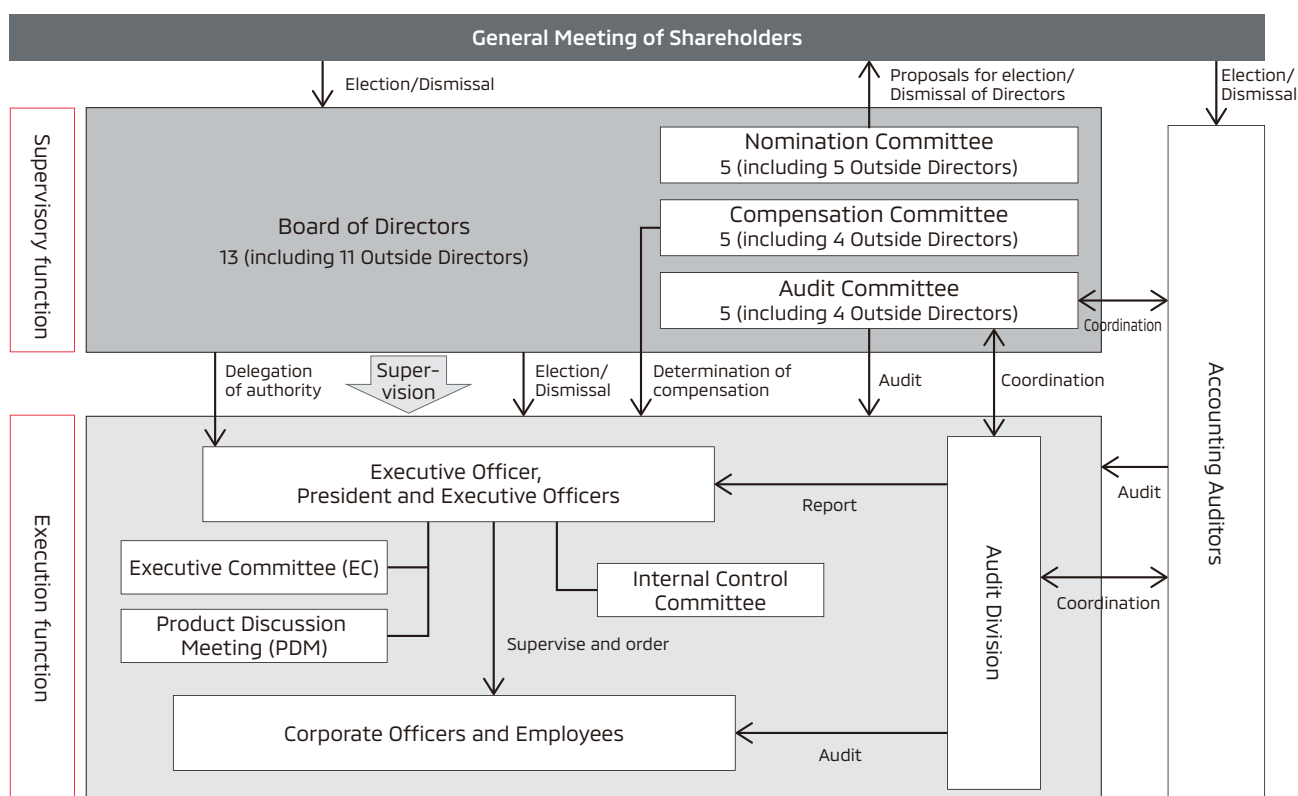 General Meeting of Shareholders
Election/Dismissal
Proposals for election/
Dismissal of Directors
Election/
Dismissal
Supervisory function
Board of Directors
13 (including 11 Outside Directors)
Nomination Committee
5 (including 5 Outside Directors)
Compensation Committee
5 (including 4 Outside Directors)
Audit Committee
5 (including 4 Outside Directors)
Coordination
Accounting Auditors
Delegation
of authority
Super-
vision
Election/
Dismissal
Determination of
compensation
Audit
Coordination
Execution function
Executive Officer,
President and Executive Officers
Report
Audit
Executive Committee (EC)
Product Discussion
Meeting (PDM)
Internal Control
Committee
Supervise and order
Audit Division
Coordination
Corporate Officers and Employees
Audit